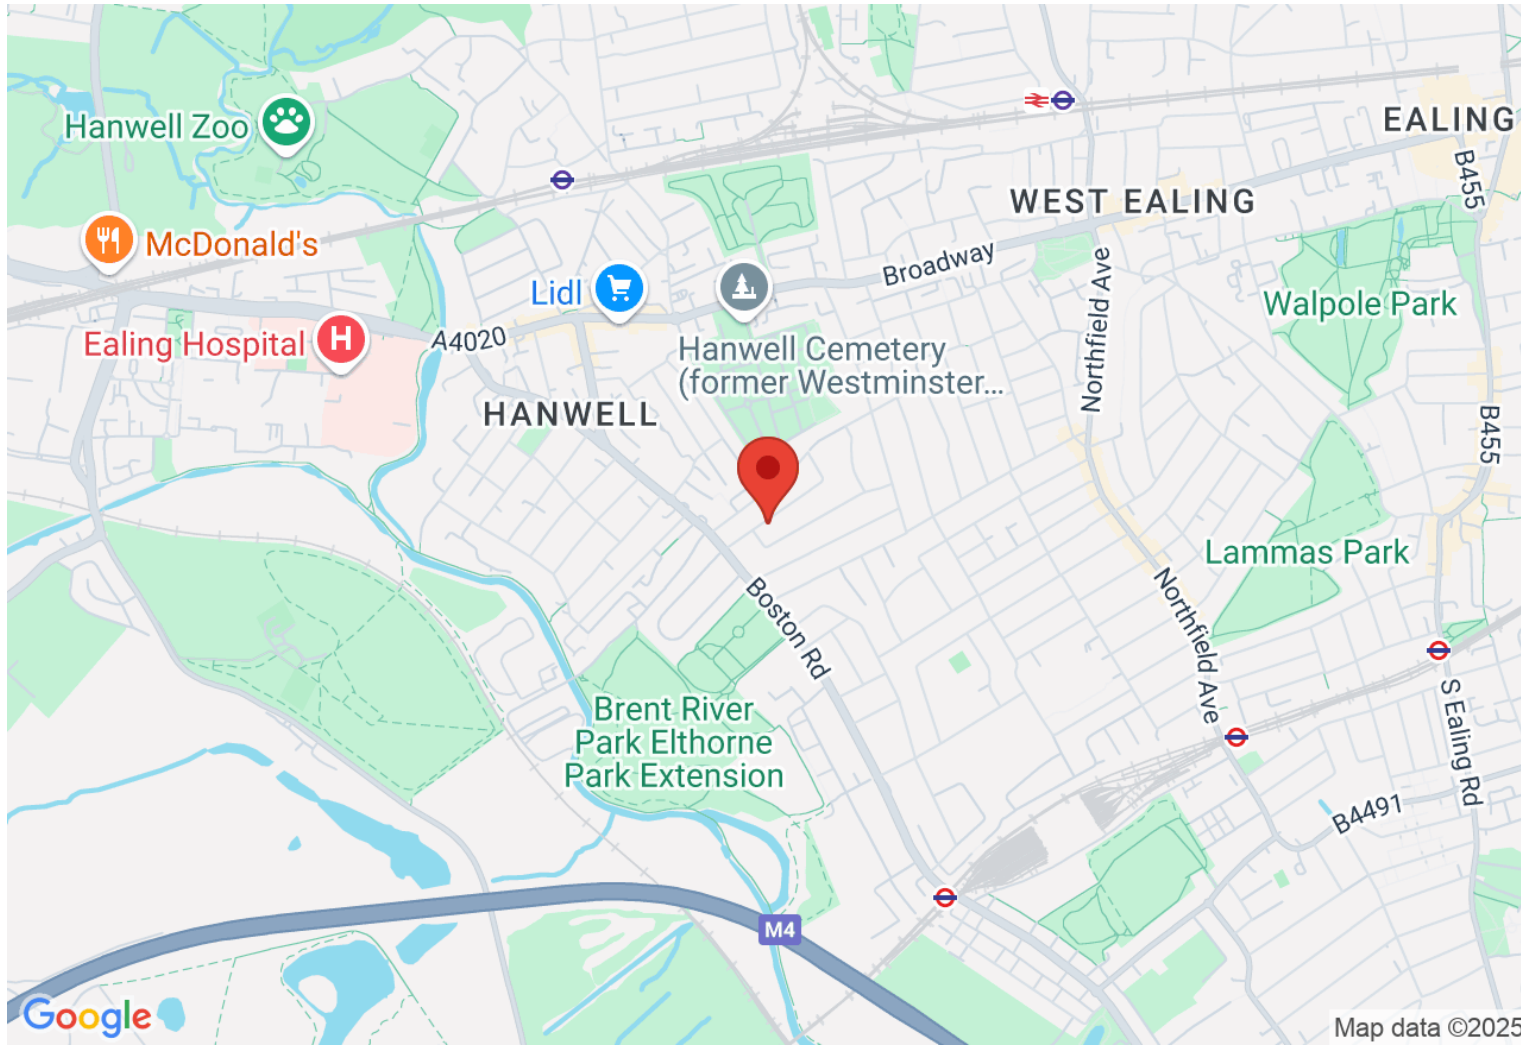 Hanwell Zoo
EALING
B455
WEST EALING
McDonald's
Broadway
Lidl
Walpole Park
Northfield Ave
A4020
Ealing Hospital
H
Hanwell Cemetery
(former Westminster...
HANWELL
B455
Lammas Park
Boston Rd
Northfield Ave
S Ealing Rd
Brent River
Park Elthorne
Park Extension
B4491
M4
Google
Map data ©2025